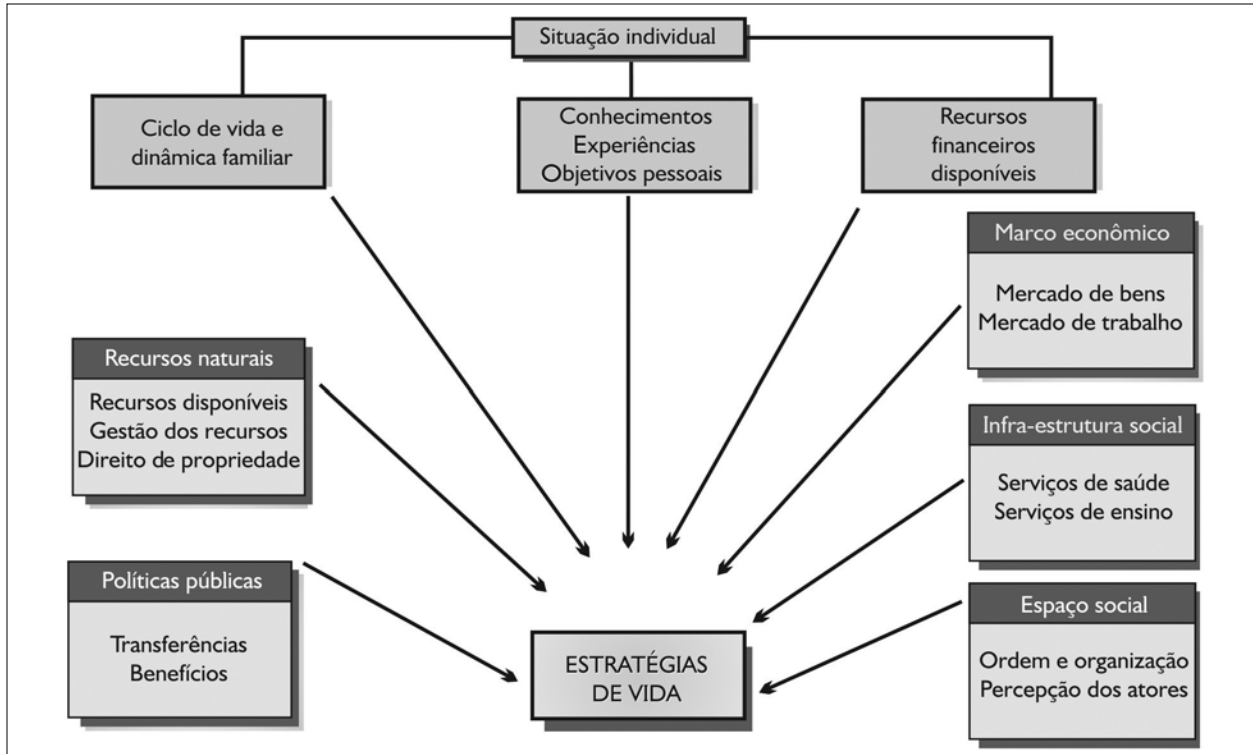 Situação individual
Ciclo de vida e
dinâmica familiar
Conhecimentos
Experiências
Objetivos pessoais
Recursos
financeiros
disponíveis
Marco econômico
Mercado de bens
Mercado de trabalho
Recursos naturais
Recursos disponíveis
Gestão dos recursos
Direito de propriedade
Infra-estrutura social
Serviços de saúde
Serviços de ensino
Políticas públicas
Transferências
Benefícios
Espaço social
Ordem e organização
Percepção dos atores
ESTRATÉGIAS
DE VIDA